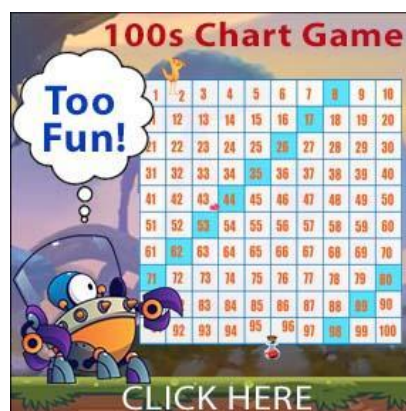 100s Chart Game
Too
Fun!
1 2 3 4 5 6 7 8 9 10
12 13 14 15 16 17 18 19 20
21 22 23 24 25 26 27 28 29 30
31 32 33 34 35 36 37 38 39 40
41 42 43 44 45 46 47 48 49 50
51 52 53 54 55 56 57 58 59 60
61 62 63 64 65 66 67 68 69 70
71 72 73 74 75 76 77 78 79 80
83 84 85 86 87 88 89 90
92 93 94 95 96 97 98 99 100
CLICK HERE